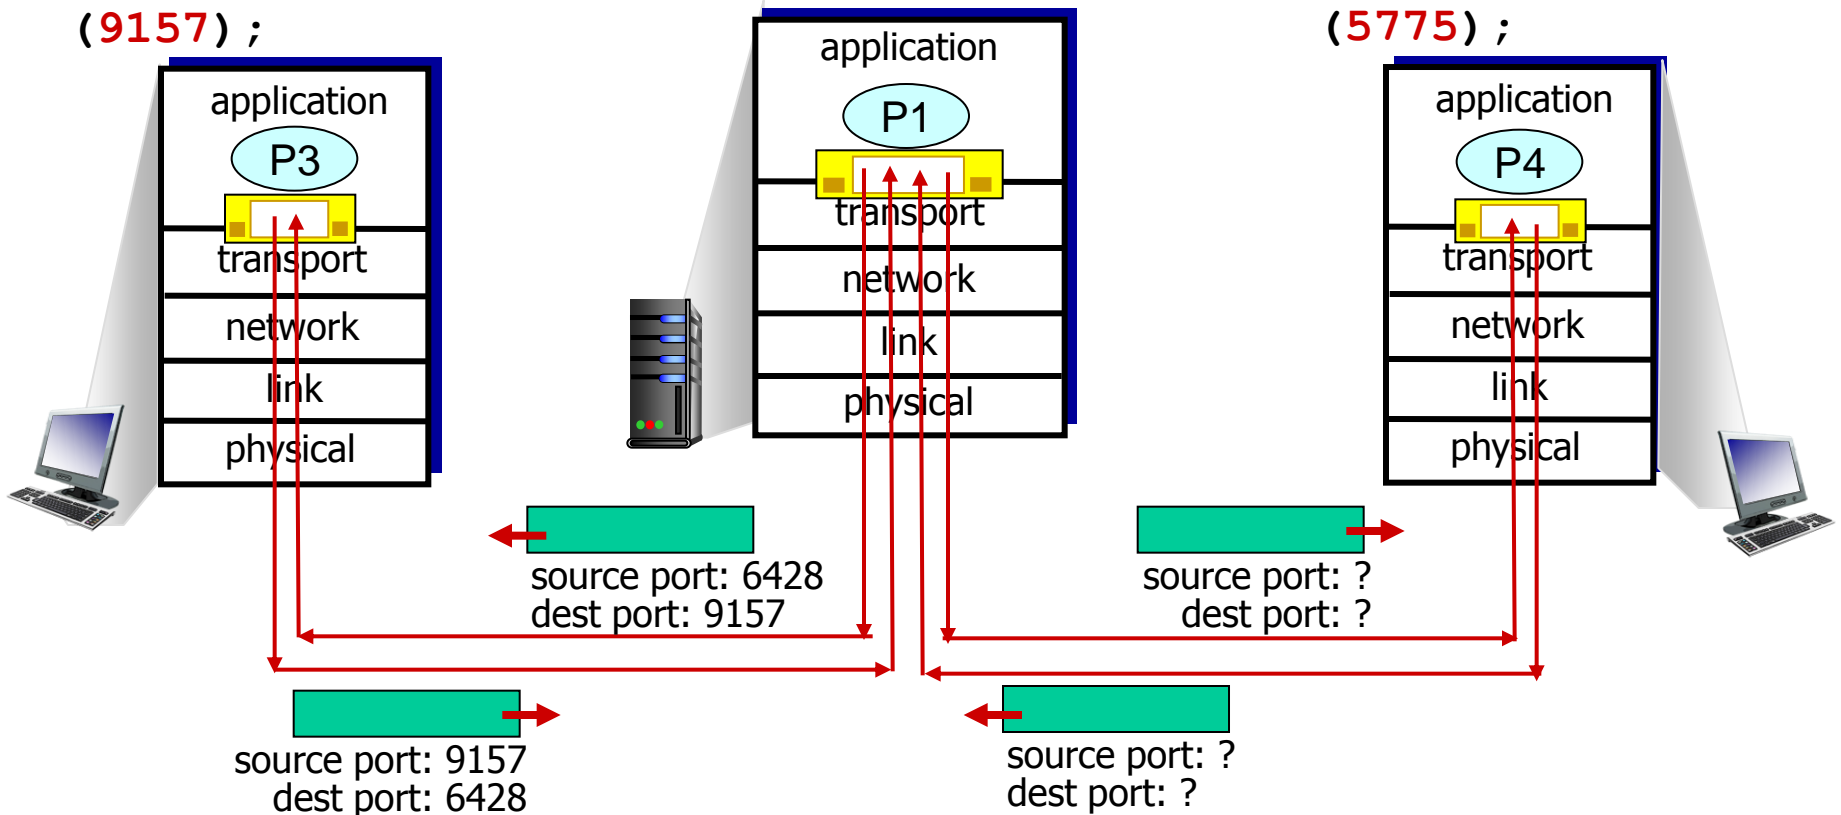 (9157);
application
P3
transport
network
link
physical
application
P1
transport
network
link
physical
(5775);
application
P4
transport
network
link
physical
source port: 6428
dest port: 9157
source port: ?
dest port: ?
source port: 9157
dest port: 6428
source port: ?
dest port: ?